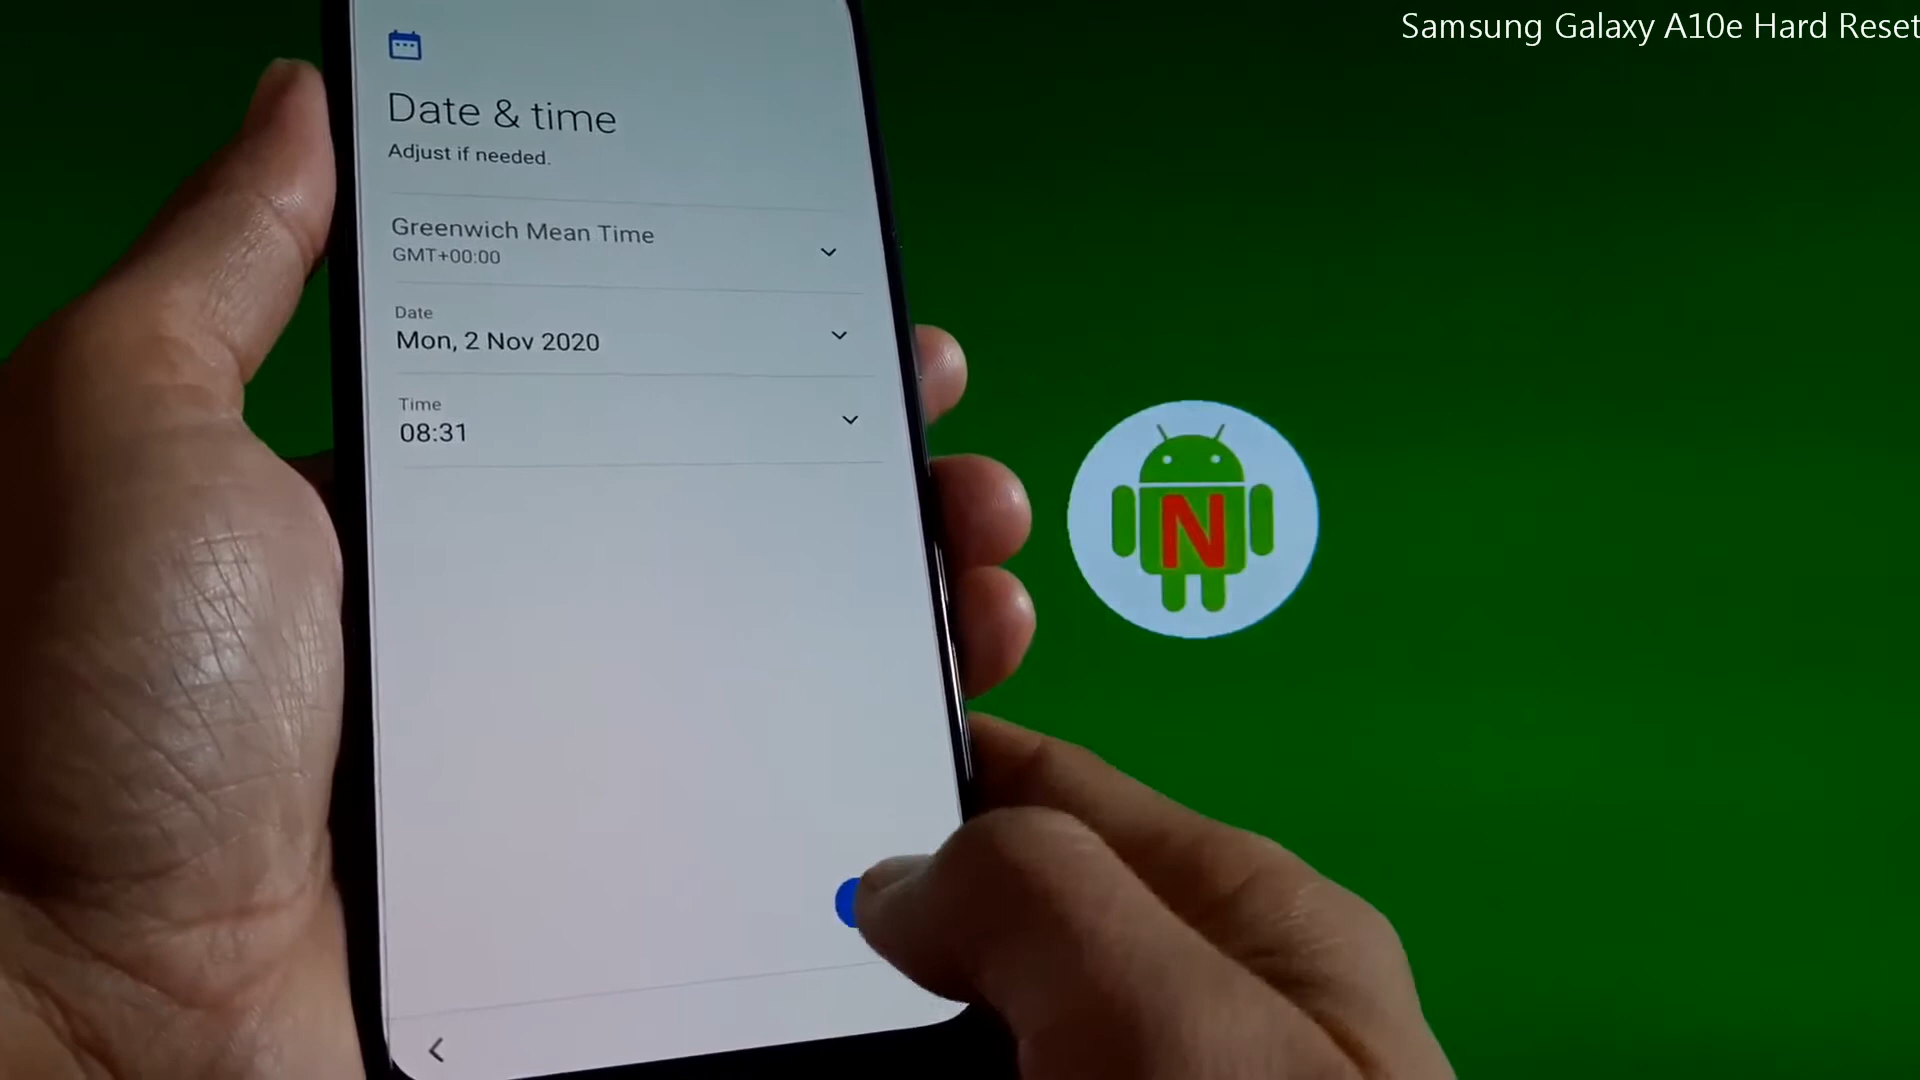 Samsung Galaxy A10e Hard Reset
Date & time
Adjust if needed.
Greenwich Mean Time
GMT+00:00
Date
Mon, 2 Nov 2020
Time
08:31
N